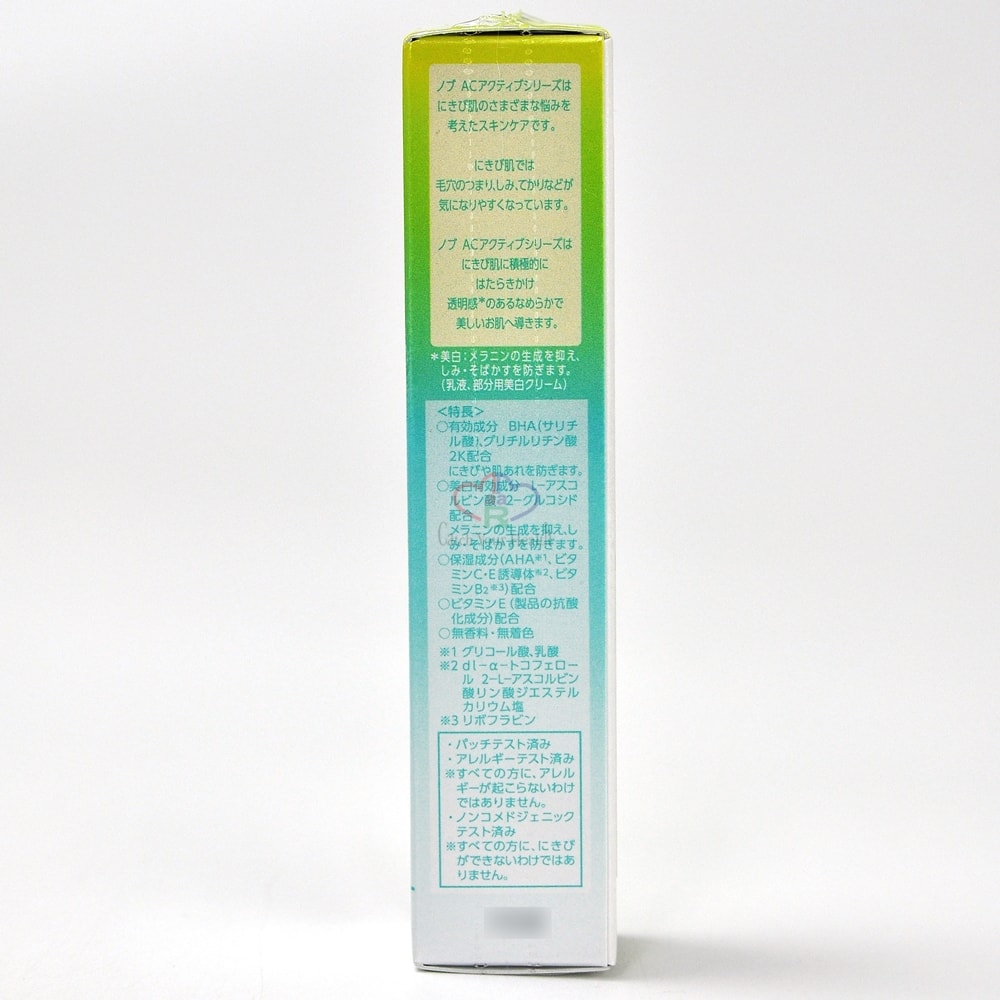 ノブ ACアクティブシリーズは
にきび肌のさまざまな悩みを
考えたスキンケアです。
にきび肌では
毛穴のつまり、しみ、てかりなどが
気になりやすくなっています。
ノブ ACアクティブシリーズは
にきび肌に積極的に
はたらきかけ
透明感*のあるなめらかで
美しいお肌へ導きます。
*美白:メラニンの生成を抑え、
しみ・そばかすを防ぎます。
(乳液、部分用美白クリーム)
<特長>
○有効成分 BHA(サリチ
ル酸)、グリチルリチン酸
2K配合
にきびや肌あれを防ぎます。
○美白有効成分 L-アスコ
ルビン酸 2-グルコシド
配合
メラニンの生成を抑え、し
み・そばかすを防ぎます。
○保湿成分(AHA※1、ビタ
ミンC・E誘導体※2、ビタ
ミンB2※3)配合
○ビタミンE(製品の抗酸
化成分)配合
○無香料・無着色
※1 グリコール酸、乳酸
※2 dl-α-トコフェロー
ル 2-L-アスコルビン
酸リン酸ジエステル
カリウム塩
※3 リボフラビン
・パッチテスト済み
・アレルギーテスト済み
※すべての方に、アレル
ギーが起こらないわけ
ではありません。
・ノンコメドジェニック
テスト済み
※すべての方に、にきび
ができないわけではあ
りません。